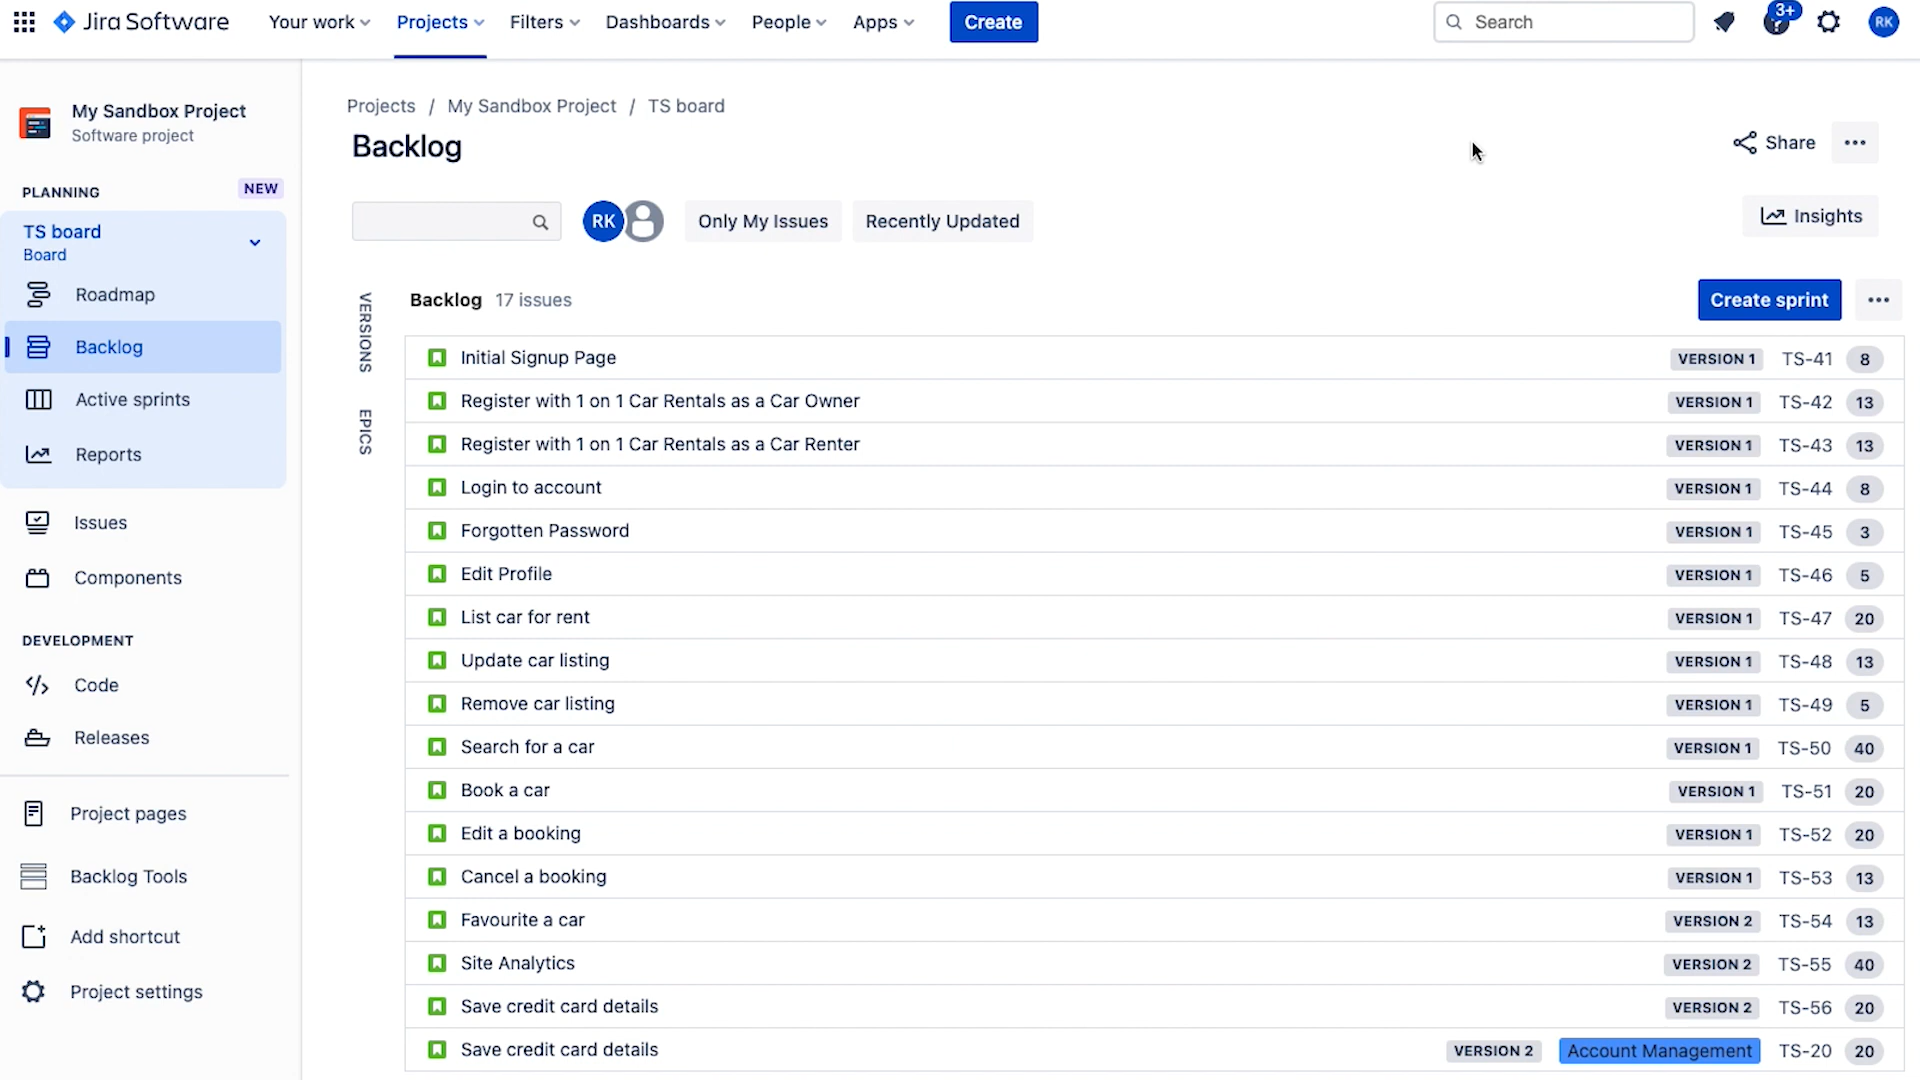 Jira Software Your work Projects Filters Dashboards People Apps Create Search 3+ RK
My Sandbox Project
Software project
PLANNING NEW
TS board
Board
Roadmap
Backlog
Active sprints
Reports
Issues
Components
DEVELOPMENT
Code
Releases
Project pages
Backlog Tools
Add shortcut
Project settings
Projects / My Sandbox Project / TS board
Backlog
Share
RK Only My Issues Recently Updated Insights
VERSIONS
EPICS
Backlog 17 issues Create sprint
Initial Signup Page VERSION 1 TS-41 8
Register with 1 on 1 Car Rentals as a Car Owner VERSION 1 TS-42 13
Register with 1 on 1 Car Rentals as a Car Renter VERSION 1 TS-43 13
Login to account VERSION 1 TS-44 8
Forgotten Password VERSION 1 TS-45 3
Edit Profile VERSION 1 TS-46 5
List car for rent VERSION 1 TS-47 20
Update car listing VERSION 1 TS-48 13
Remove car listing VERSION 1 TS-49 5
Search for a car VERSION 1 TS-50 40
Book a car VERSION 1 TS-51 20
Edit a booking VERSION 1 TS-52 20
Cancel a booking VERSION 1 TS-53 13
Favourite a car VERSION 2 TS-54 13
Site Analytics VERSION 2 TS-55 40
Save credit card details VERSION 2 TS-56 20
Save credit card details VERSION 2 Account Management TS-20 20